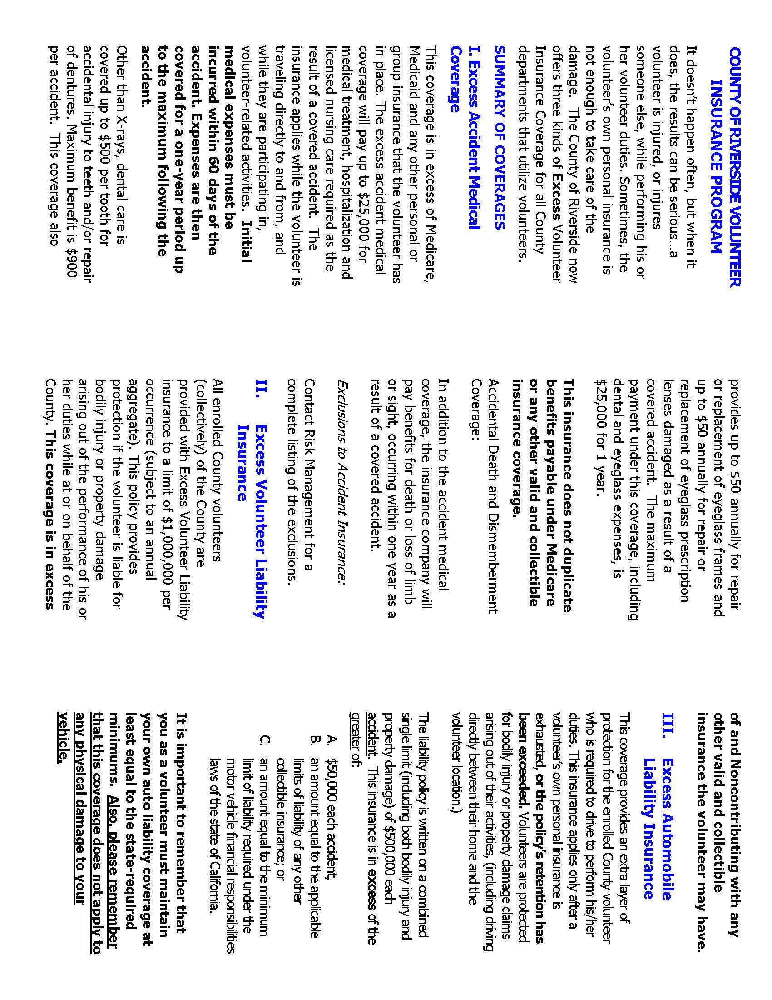 COUNTY OF RIVERSIDE VOLUNTEER
INSURANCE PROGRAM
It doesn’t happen often, but when it
does, the results can be serious…a
volunteer is injured, or injures
someone else, while performing his or
her volunteer duties. Sometimes, the
volunteer’s own personal insurance is
not enough to take care of the
damage.  The County of Riverside now
offers three kinds of Excess Volunteer
Insurance Coverage for all County
departments that utilize volunteers.
SUMMARY OF COVERAGES
I. Excess Accident Medical
Coverage
This coverage is in excess of Medicare,
Medicaid and any other personal or
group insurance that the volunteer has
in place. The excess accident medical
coverage will pay up to $25,000 for
medical treatment, hospitalization and
licensed nursing care required as the
result of a covered accident.  The
insurance applies while the volunteer is
traveling directly to and from, and
while they are participating in,
volunteer-related activities.  Initial
medical expenses must be
incurred within 60 days of the
accident. Expenses are then
covered for a one-year period up
to the maximum following the
accident.
Other than X-rays, dental care is
covered up to $500 per tooth for
accidental injury to teeth and/or repair
of dentures. Maximum benefit is $900
per accident.  This coverage also
provides up to $50 annually for repair
or replacement of eyeglass frames and
up to $50 annually for repair or
replacement of eyeglass prescription
lenses damaged as a result of a
covered accident.  The maximum
payment under this coverage, including
dental and eyeglass expenses, is
$25,000 for 1 year.
This insurance does not duplicate
benefits payable under Medicare
or any other valid and collectible
insurance coverage.
Accidental Death and Dismemberment
Coverage:
In addition to the accident medical
coverage, the insurance company will
pay benefits for death or loss of limb
or sight, occurring within one year as a
result of a covered accident.
Exclusions to Accident Insurance:
Contact Risk Management for a
complete listing of the exclusions.
II. Excess Volunteer Liability
Insurance
All enrolled County volunteers
(collectively) of the County are
provided with Excess Volunteer Liability
insurance to a limit of $1,000,000 per
occurrence (subject to an annual
aggregate). This policy provides
protection if the volunteer is liable for
bodily injury or property damage
arising out of the performance of his or
her duties while at or on behalf of the
County. This coverage is in excess
of and Noncontributing with any
other valid and collectible
insurance the volunteer may have.
III. Excess Automobile
Liability Insurance
This coverage provides an extra layer of
protection for the enrolled County volunteer
who is required to drive to perform his/her
duties. This insurance applies only after a
volunteer’s own personal insurance is
exhausted, or the policy’s retention has
been exceeded. Volunteers are protected
for bodily injury or property damage claims
arising out of their activities, (including driving
directly between their home and the
volunteer location.)
The liability policy is written on a combined
single limit (including both bodily injury and
property damage) of $500,000 each
accident.  This insurance is in excess of the
greater of:
A. $50,000 each accident,
B. an amount equal to the applicable
limits of liability of any other
collectible insurance; or
C. an amount equal to the minimum
limit of liability required under the
motor vehicle financial responsibilities
laws of the state of California.
It is important to remember that
you as a volunteer must maintain
your own auto liability coverage at
least equal to the state-required
minimums.  Also, please remember
that this coverage does not apply to
any physical damage to your
vehicle.